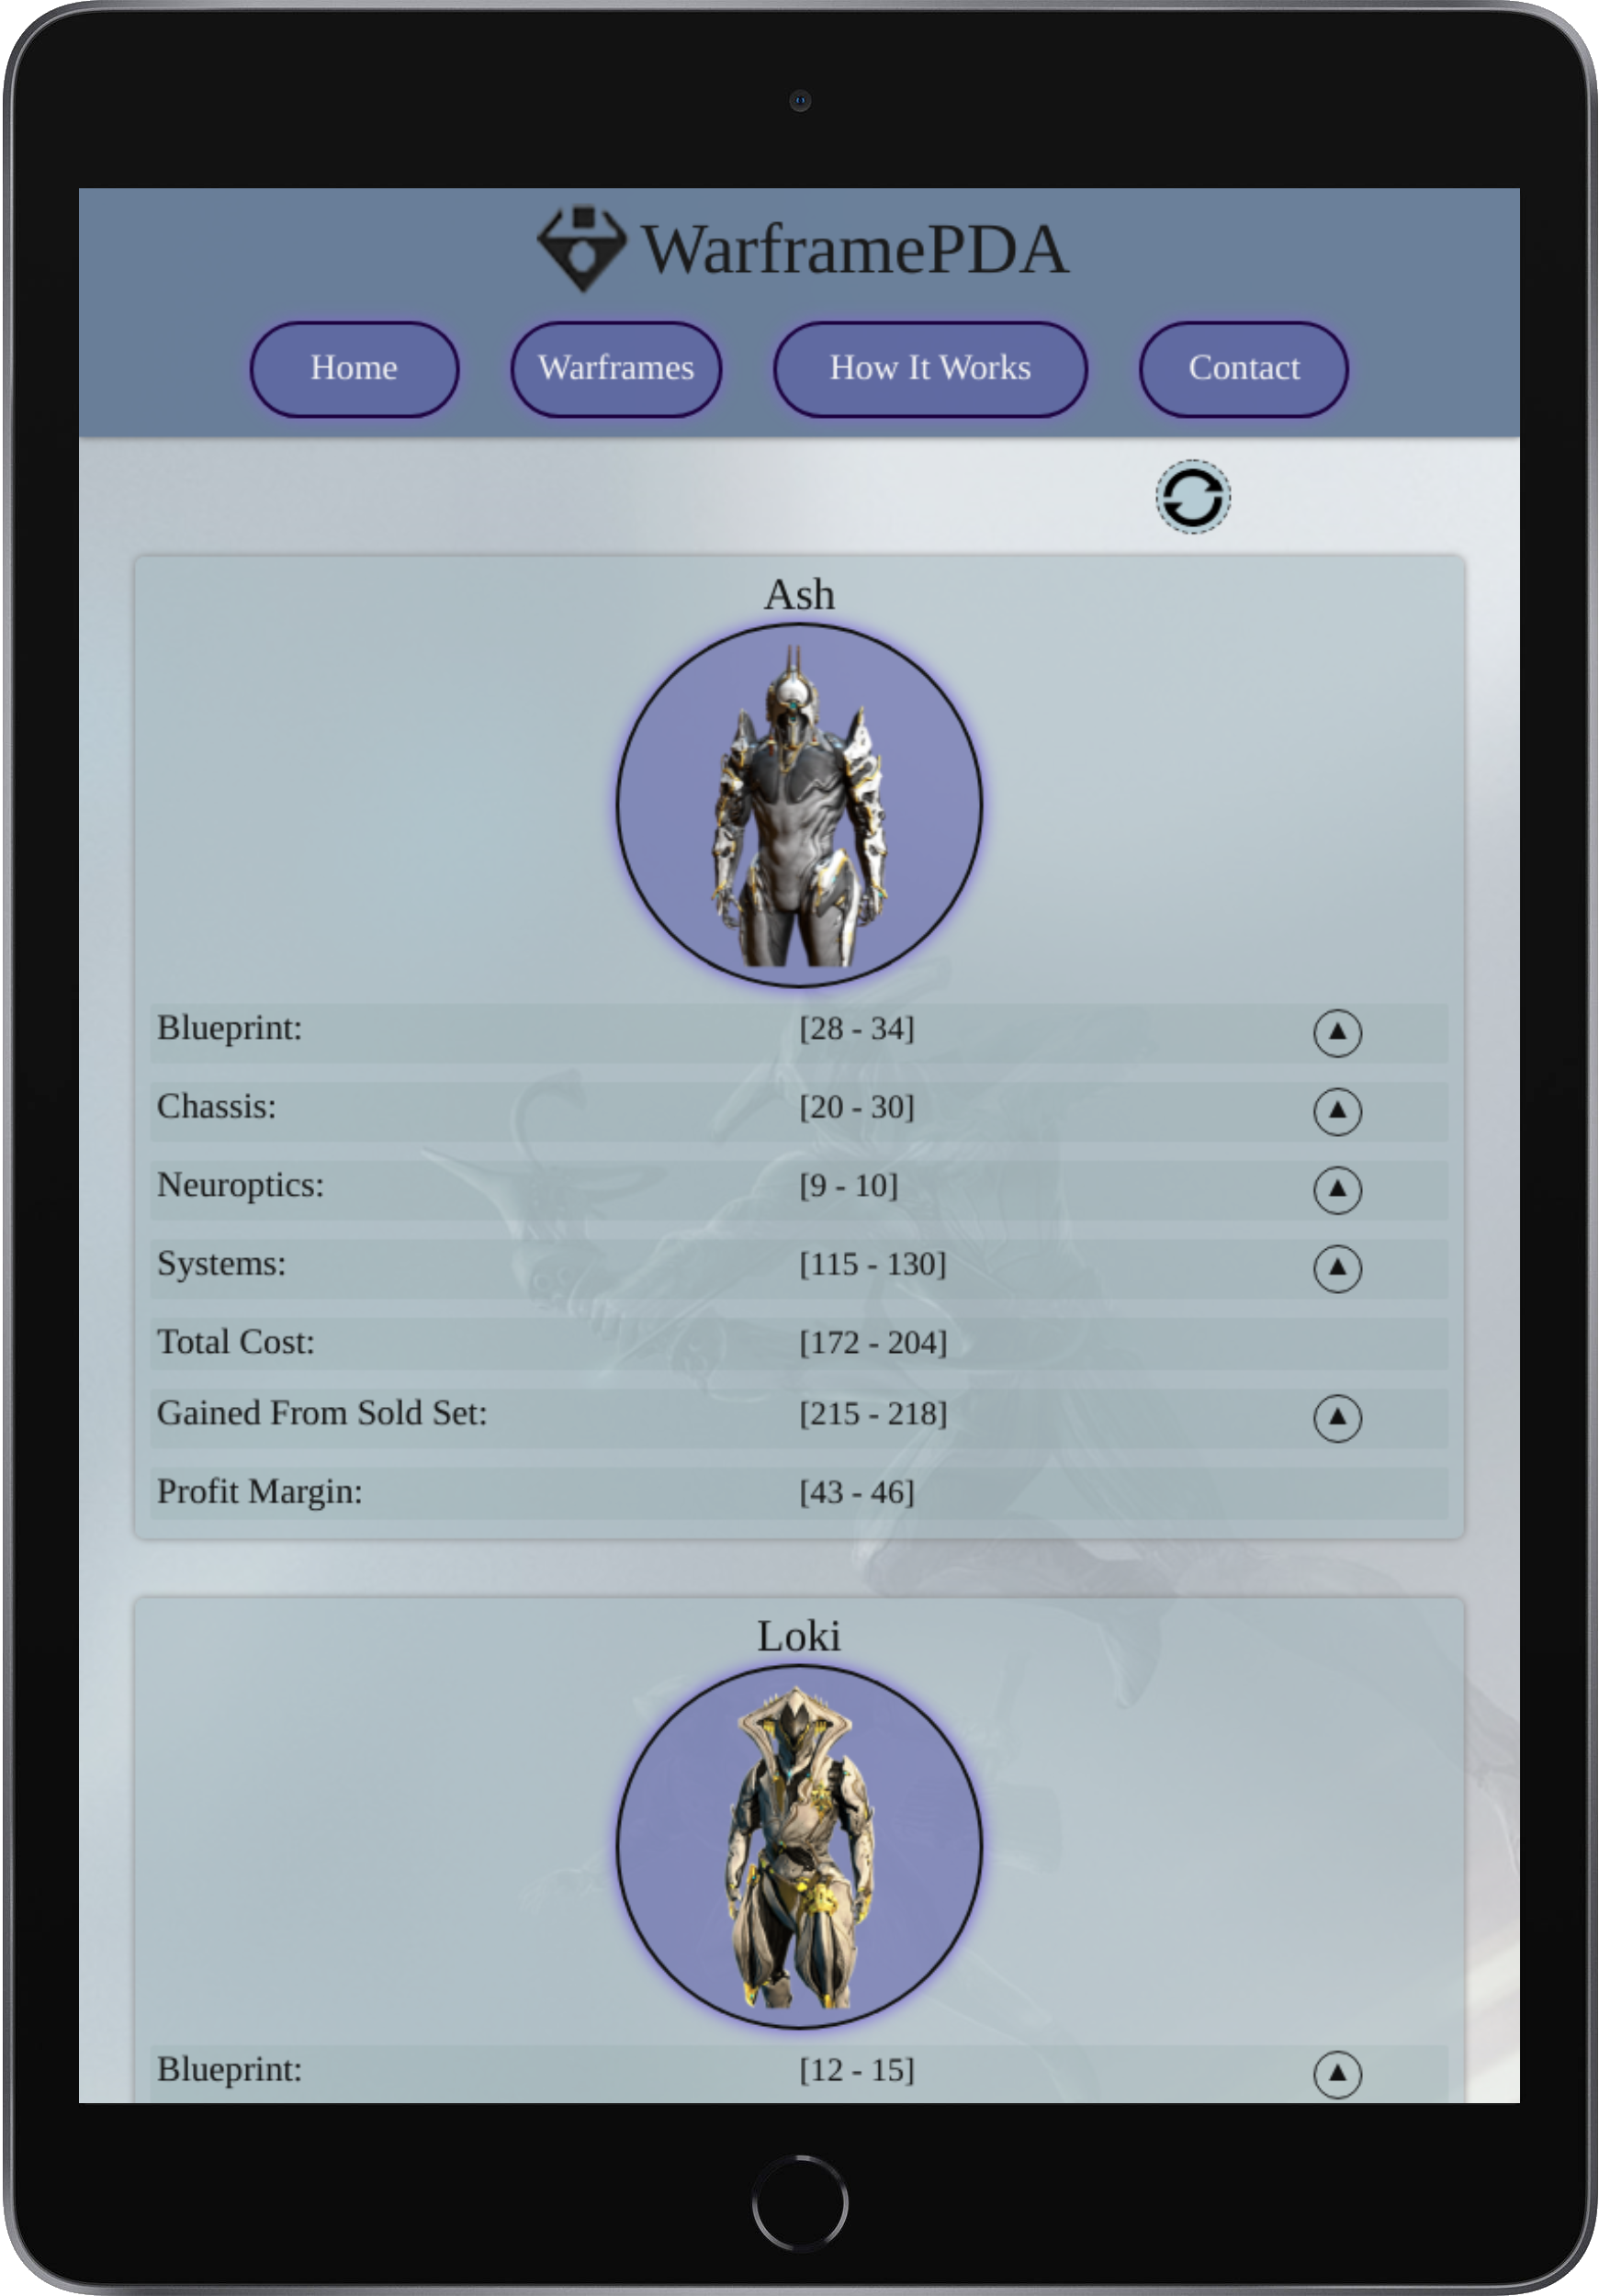 WarframePDA
Home Warframes How It Works Contact
Ash
Blueprint: [28 - 34] ▲
Chassis: [20 - 30] ▲
Neuroptics: [9 - 10] ▲
Systems: [115 - 130] ▲
Total Cost: [172 - 204]
Gained From Sold Set: [215 - 218] ▲
Profit Margin: [43 - 46]
Loki
Blueprint: [12 - 15] ▲